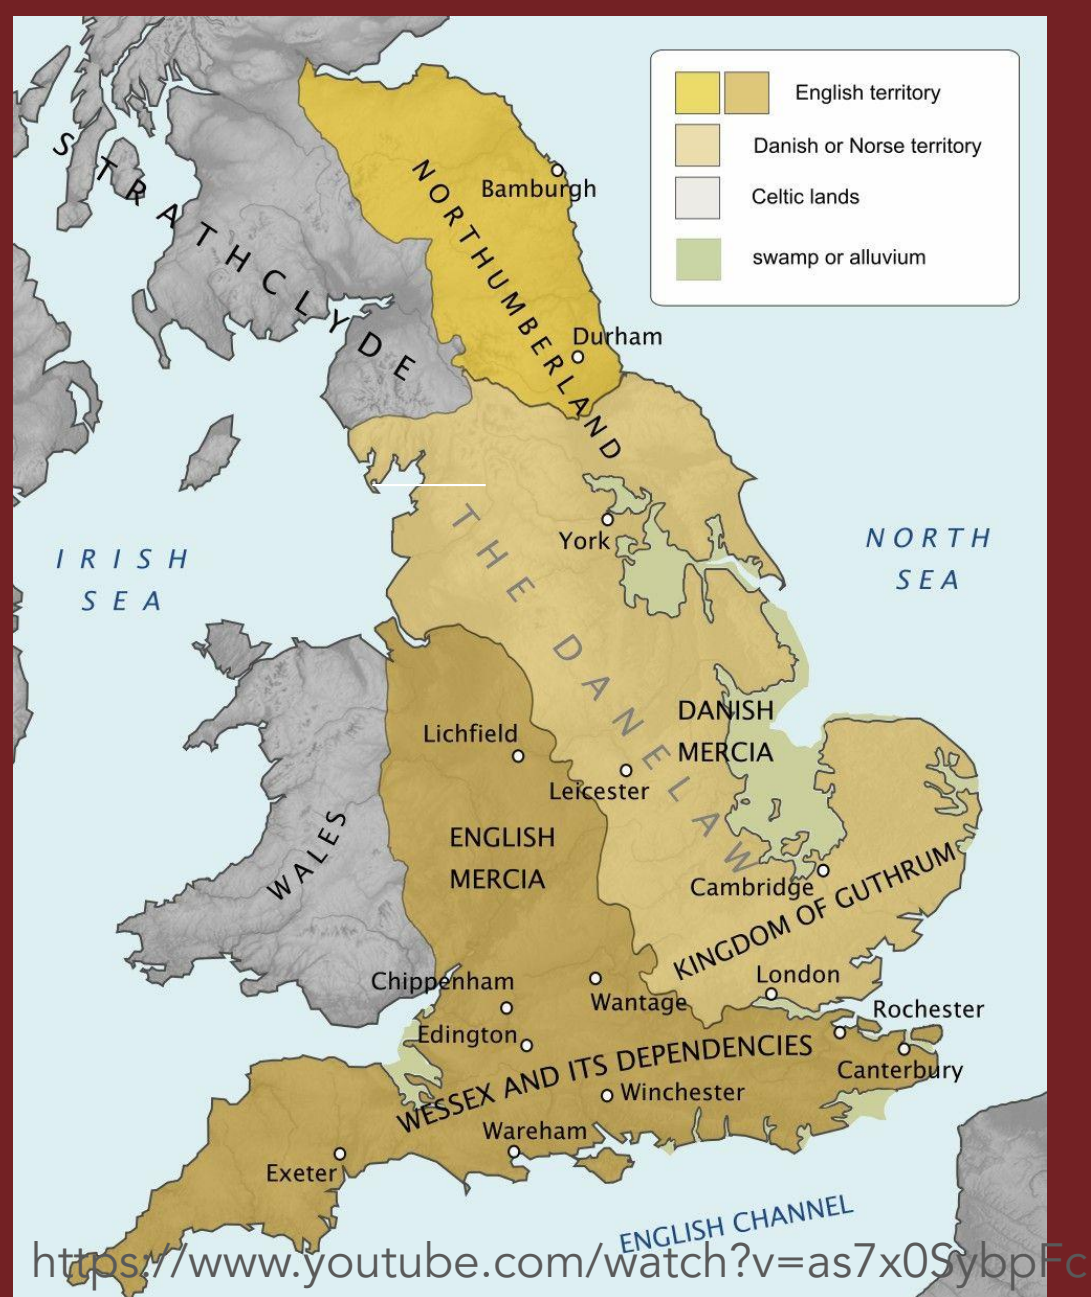 English territory
Danish or Norse territory
Celtic lands
swamp or alluvium
STRATHCLYDE
NORTHUMBERLAND
Bamburgh
Durham
York
IRISH
SEA
NORTH
SEA
THE DANELAW
DANISH
MERCIA
Lichfield
Leicester
ENGLISH
MERCIA
WALES
Cambridge
KINGDOM OF GUTHRUM
Chippenham
Wantage
London
Rochester
Edington
WESSEX AND ITS DEPENDENCIES
Canterbury
Winchester
Wareham
Exeter
ENGLISH CHANNEL
https://www.youtube.com/watch?v=as7x0SybpFc